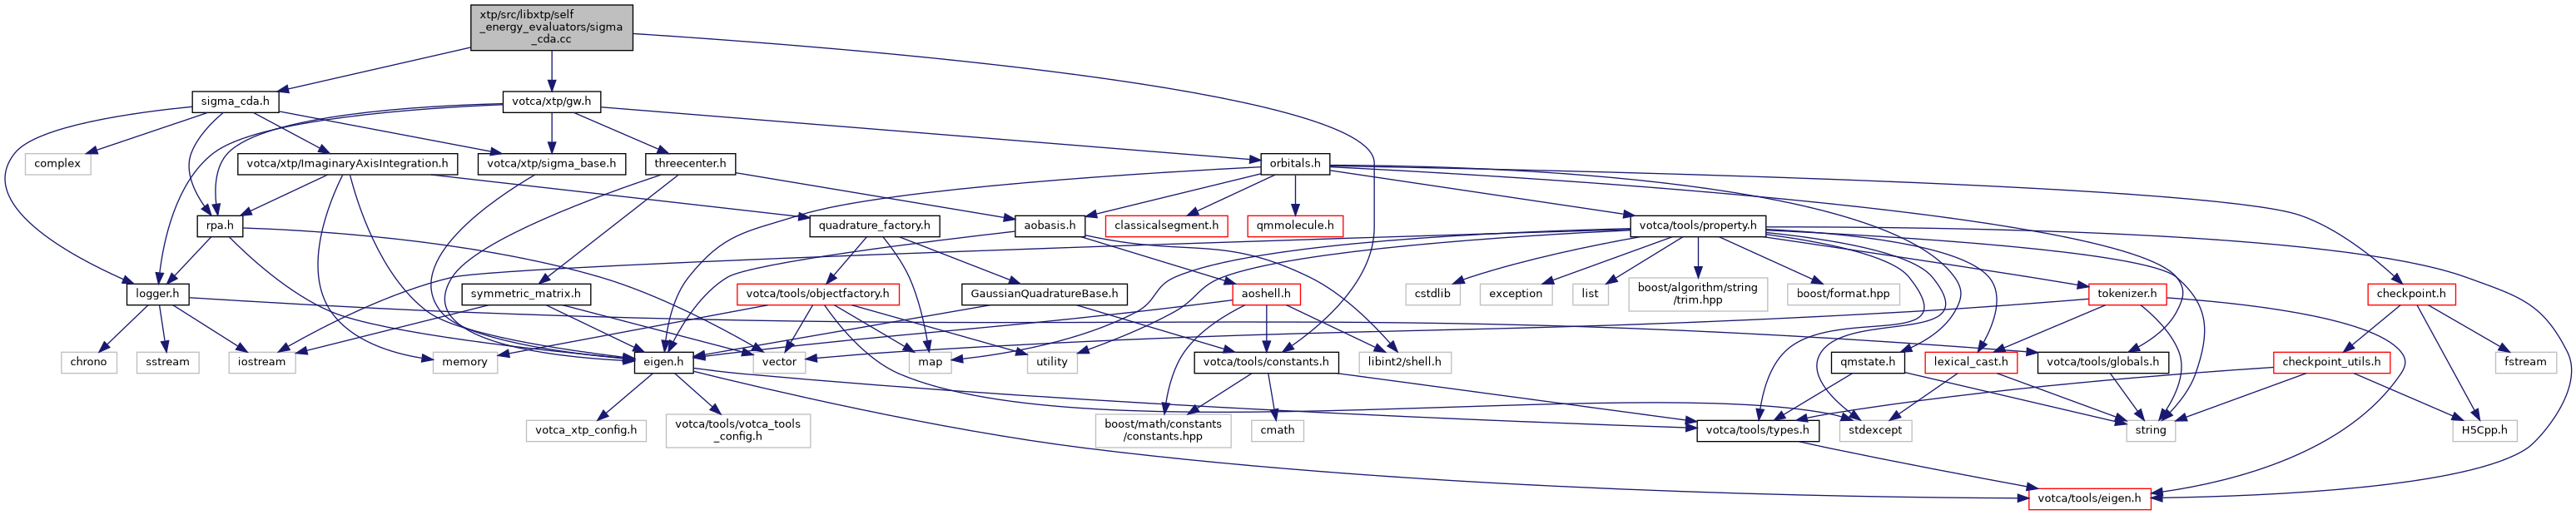 xtp/src/libxtp/self
_energy_evaluators/sigma
_cda.cc
sigma_cda.h
votca/xtp/gw.h
complex
votca/xtp/ImaginaryAxisIntegration.h
votca/xtp/sigma_base.h
threecenter.h
orbitals.h
rpa.h
quadrature_factory.h
aobasis.h
classicalsegment.h
qmmolecule.h
votca/tools/property.h
logger.h
symmetric_matrix.h
votca/tools/objectfactory.h
GaussianQuadratureBase.h
aoshell.h
cstdlib
exception
list
boost/algorithm/string
/trim.hpp
boost/format.hpp
tokenizer.h
checkpoint.h
chrono
sstream
iostream
memory
eigen.h
vector
map
utility
votca/tools/constants.h
libint2/shell.h
qmstate.h
lexical_cast.h
votca/tools/globals.h
checkpoint_utils.h
fstream
votca_xtp_config.h
votca/tools/votca_tools
_config.h
boost/math/constants
/constants.hpp
cmath
votca/tools/types.h
stdexcept
string
H5Cpp.h
votca/tools/eigen.h